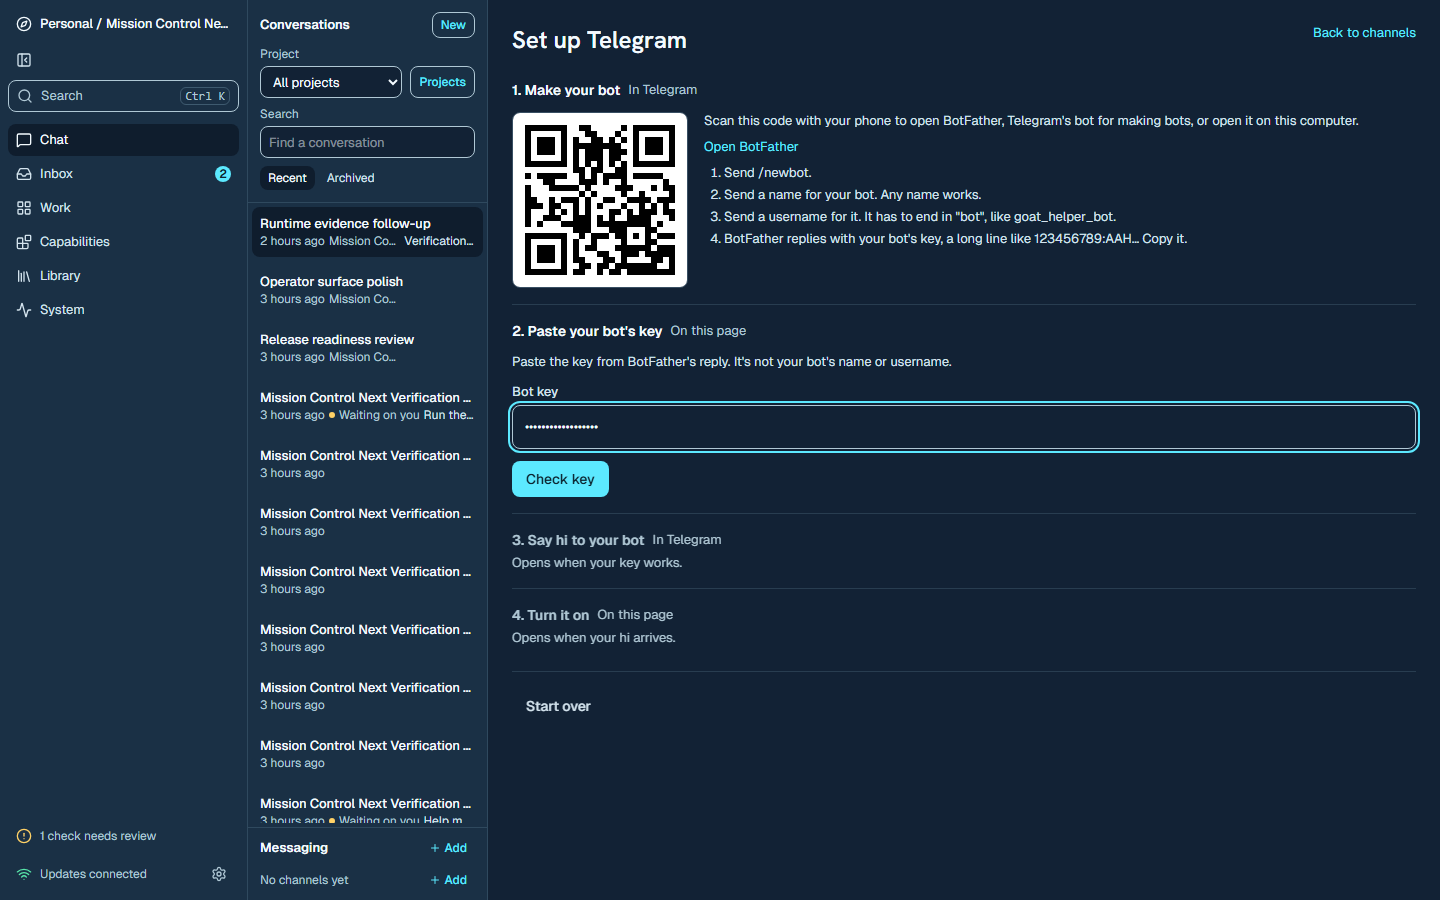 Personal / Mission Control Ne...
Search Ctrl K
Chat
Inbox 2
Work
Capabilities
Library
System
1 check needs review
Updates connected
Conversations New
Project
All projects Projects
Search
Find a conversation
Recent Archived
Runtime evidence follow-up
2 hours ago Mission Co... Verification...
Operator surface polish
3 hours ago Mission Co...
Release readiness review
3 hours ago Mission Co...
Mission Control Next Verification ...
3 hours ago Waiting on you Run the...
Mission Control Next Verification ...
3 hours ago
Mission Control Next Verification ...
3 hours ago
Mission Control Next Verification ...
3 hours ago
Mission Control Next Verification ...
3 hours ago
Mission Control Next Verification ...
3 hours ago
Mission Control Next Verification ...
3 hours ago
Mission Control Next Verification ...
3 hours ago Waiting on you Help m...
Messaging + Add
No channels yet + Add
Set up Telegram
Back to channels
1. Make your bot In Telegram
Scan this code with your phone to open BotFather, Telegram's bot for making bots, or open it on this computer.
Open BotFather
1. Send /newbot.
2. Send a name for your bot. Any name works.
3. Send a username for it. It has to end in "bot", like goat_helper_bot.
4. BotFather replies with your bot's key, a long line like 123456789:AAH... Copy it.
2. Paste your bot's key On this page
Paste the key from BotFather's reply. It's not your bot's name or username.
Bot key
••••••••••••••••••
Check key
3. Say hi to your bot In Telegram
Opens when your key works.
4. Turn it on On this page
Opens when your hi arrives.
Start over